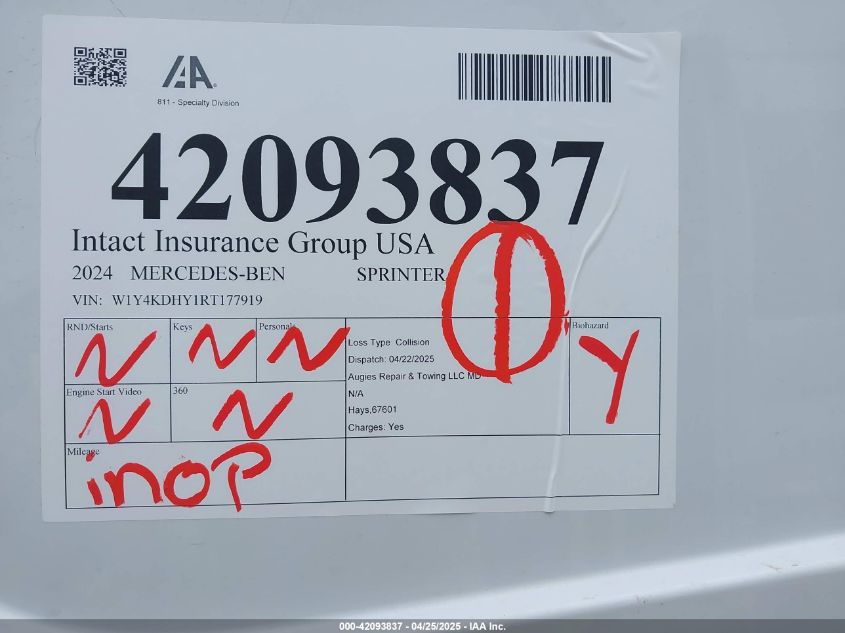 IAA.
811 - Specialty Division
42093837
Intact Insurance Group USA
2024 MERCEDES-BEN SPRINTER
VIN: W1Y4KDHY1RT177919
RND/Starts
N
Keys
N
Personals
N
Loss Type Collision
Dispatch: 04/22/2025
Augies Repair & Towing LLC MD
N/A
Hays,67601
Charges: Yes
Biohazard
Y
Engine Start Video
N
360
N
Mileage
inOP
000-42093837 - 04/25/2025 - IAA Inc.